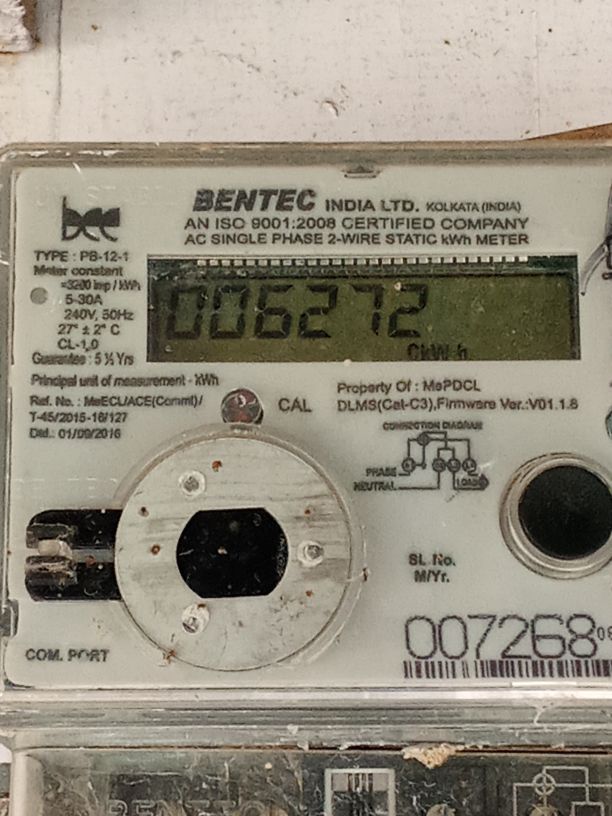 bec
BENTEC INDIA LTD. KOLKATA (INDIA)
AN ISO 9001:2008 CERTIFIED COMPANY
AC SINGLE PHASE 2-WIRE STATIC kWh METER
TYPE : PB-12-1
Meter constant
=3200 imp / kWh
5-30A
240V, 50Hz
27° ± 2° C
CL-1.0
Guarantee : 5 ½ Yrs
006272
CkW h
Principal unit of measurement - kWh
Ref. No. : MeECL/ACE(Commt)/
T-45/2015-16/127
Dtd.: 01/09/2016
CAL
Property Of : MePDCL
DLMS(Cat-C3),Firmware Ver.:V01.1.8
CONNECTION DIAGRAM
PHASE
NEUTRAL
LOAD
SL. No.
M/Yr.
007268
COM. PORT